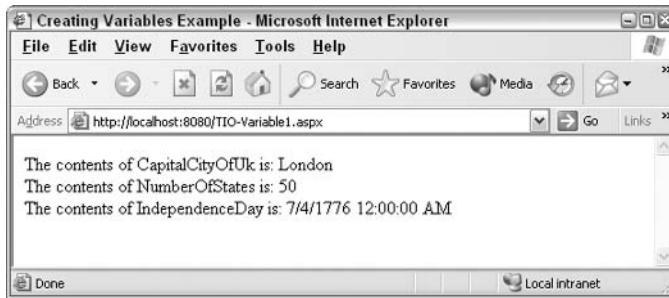 Creating Variables Example - Microsoft Internet Explorer
File Edit View Favorites Tools Help
Back Search Favorites Media »
Address http://localhost:8080/TIO-Variable1.aspx Go Links »
The contents of CapitalCityOfUk is: London
The contents of NumberOfStates is: 50
The contents of IndependenceDay is: 7/4/1776 12:00:00 AM
Done Local intranet